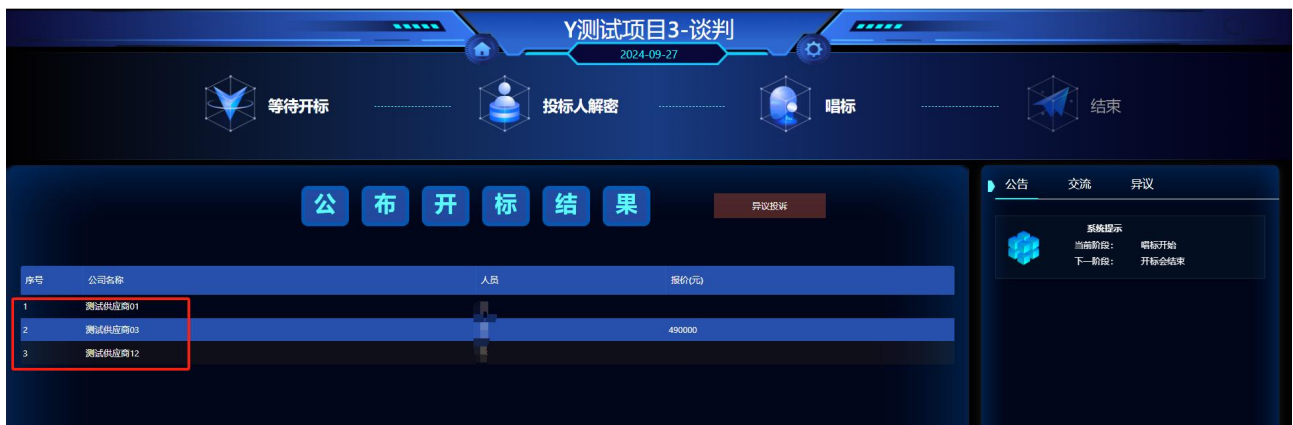 Y测试项目3-谈判
2024-09-27
等待开标
投标人解密
唱标
结束
公布开标结果
异议投诉
序号 公司名称 人员 报价(元)
1 测试供应商01
2 测试供应商03 490000
3 测试供应商12
公告 交流 异议
系统提示
当前阶段： 唱标开始
下一阶段： 开标会结束